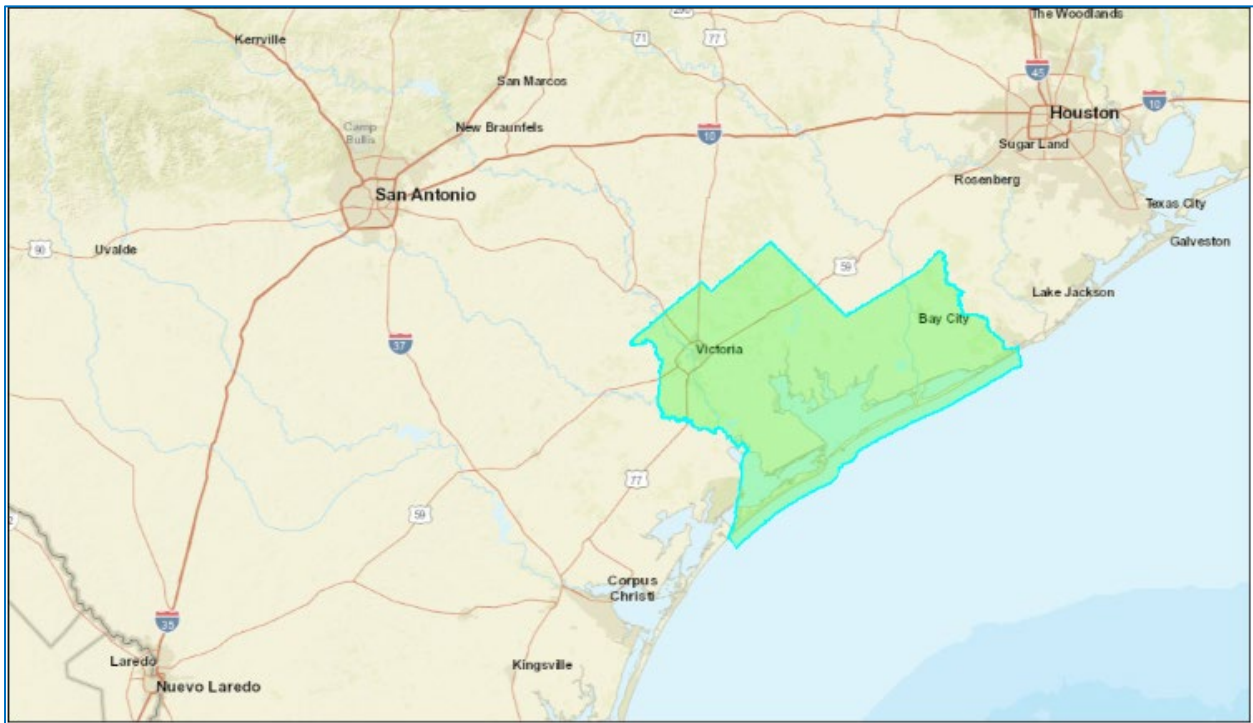 The Woodlands
290
Kerrville
71
77
San Marcos
45
10
Houston
Camp
Bullis
New Braunfels
10
Sugar Land
San Antonio
Rosenberg
Texas City
Uvalde
90
Galveston
59
Lake Jackson
Bay City
37
Victoria
77
59
Corpus
Christi
35
Laredo
Kingsville
Nuevo Laredo